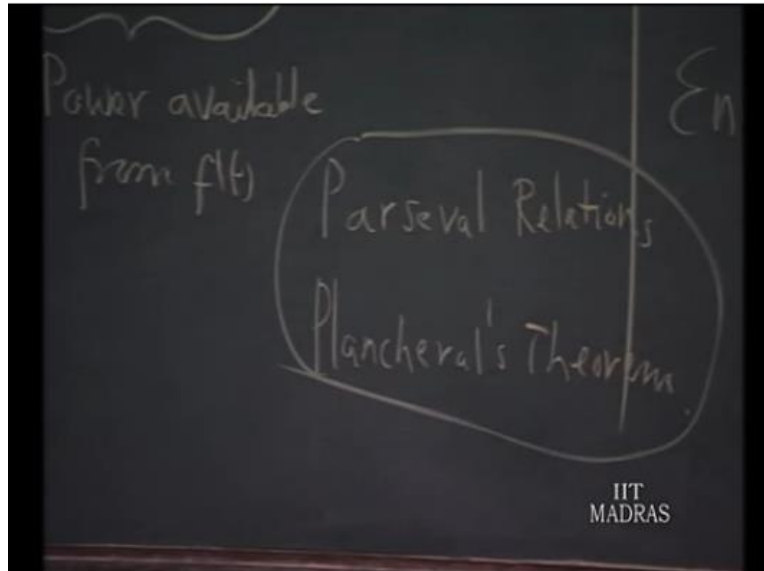 Power available
from f(t)
En
Parseval Relations
Plancheral's Theorem.
IIT
MADRAS